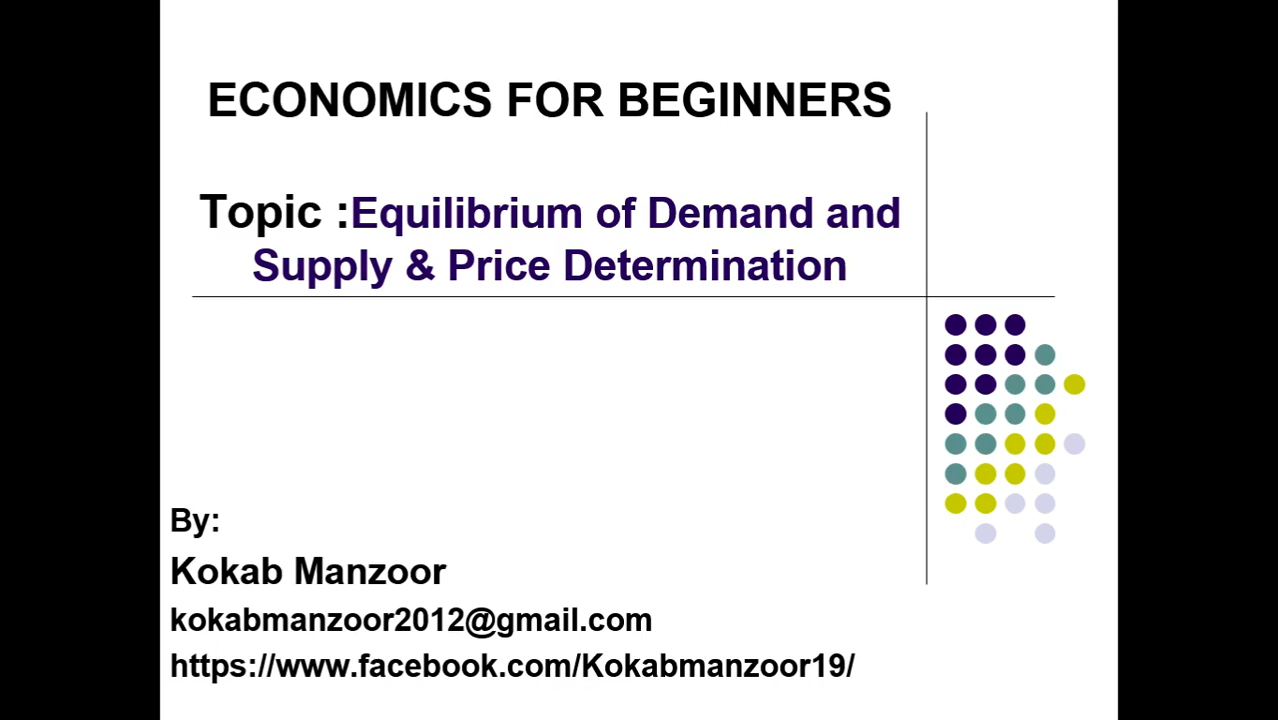 ECONOMICS FOR BEGINNERS
Topic :Equilibrium of Demand and
Supply & Price Determination
By:
Kokab Manzoor
kokabmanzoor2012@gmail.com
https://www.facebook.com/Kokabmanzoor19/